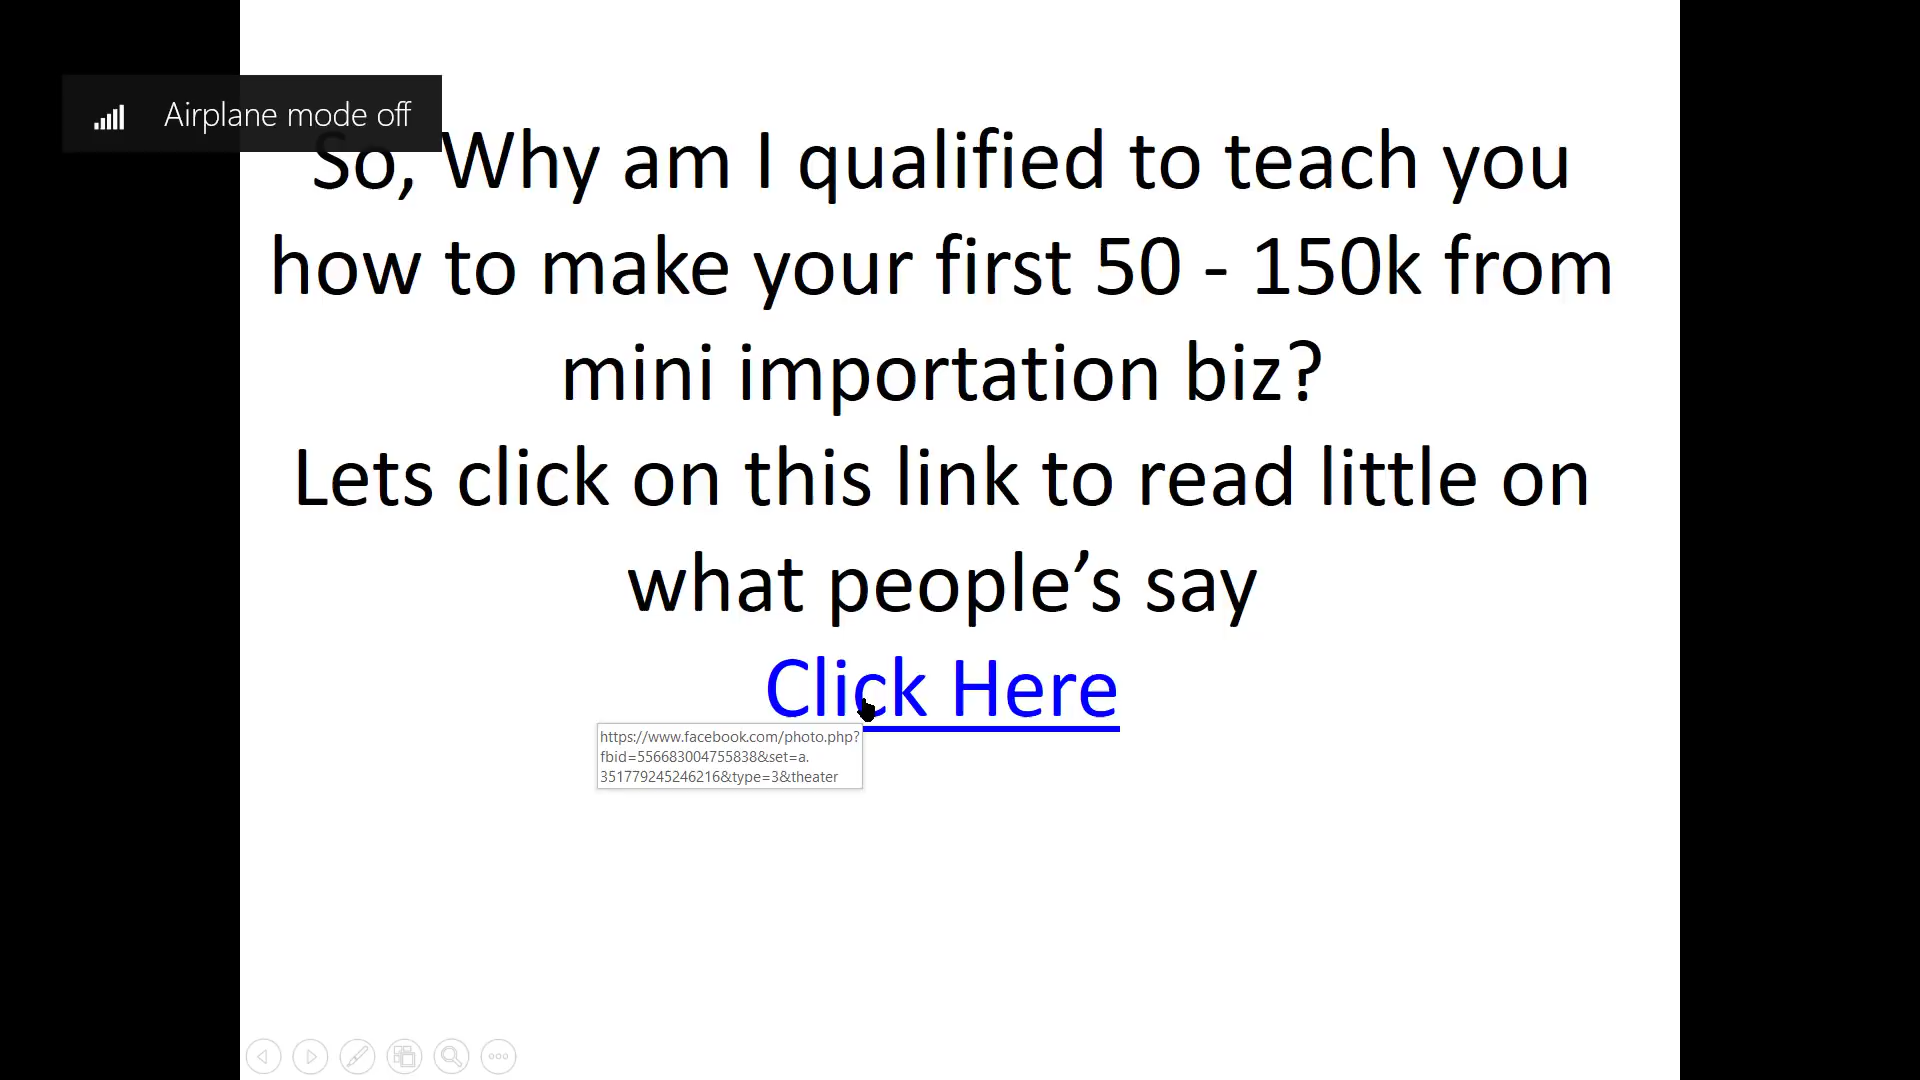 Airplane mode off
So, Why am I qualified to teach you
how to make your first 50 - 150k from
mini importation biz?
Lets click on this link to read little on
what people’s say
Click Here
https://www.facebook.com/photo.php?
fbid=556683004755838&set=a.
351779245246216&type=3&theater